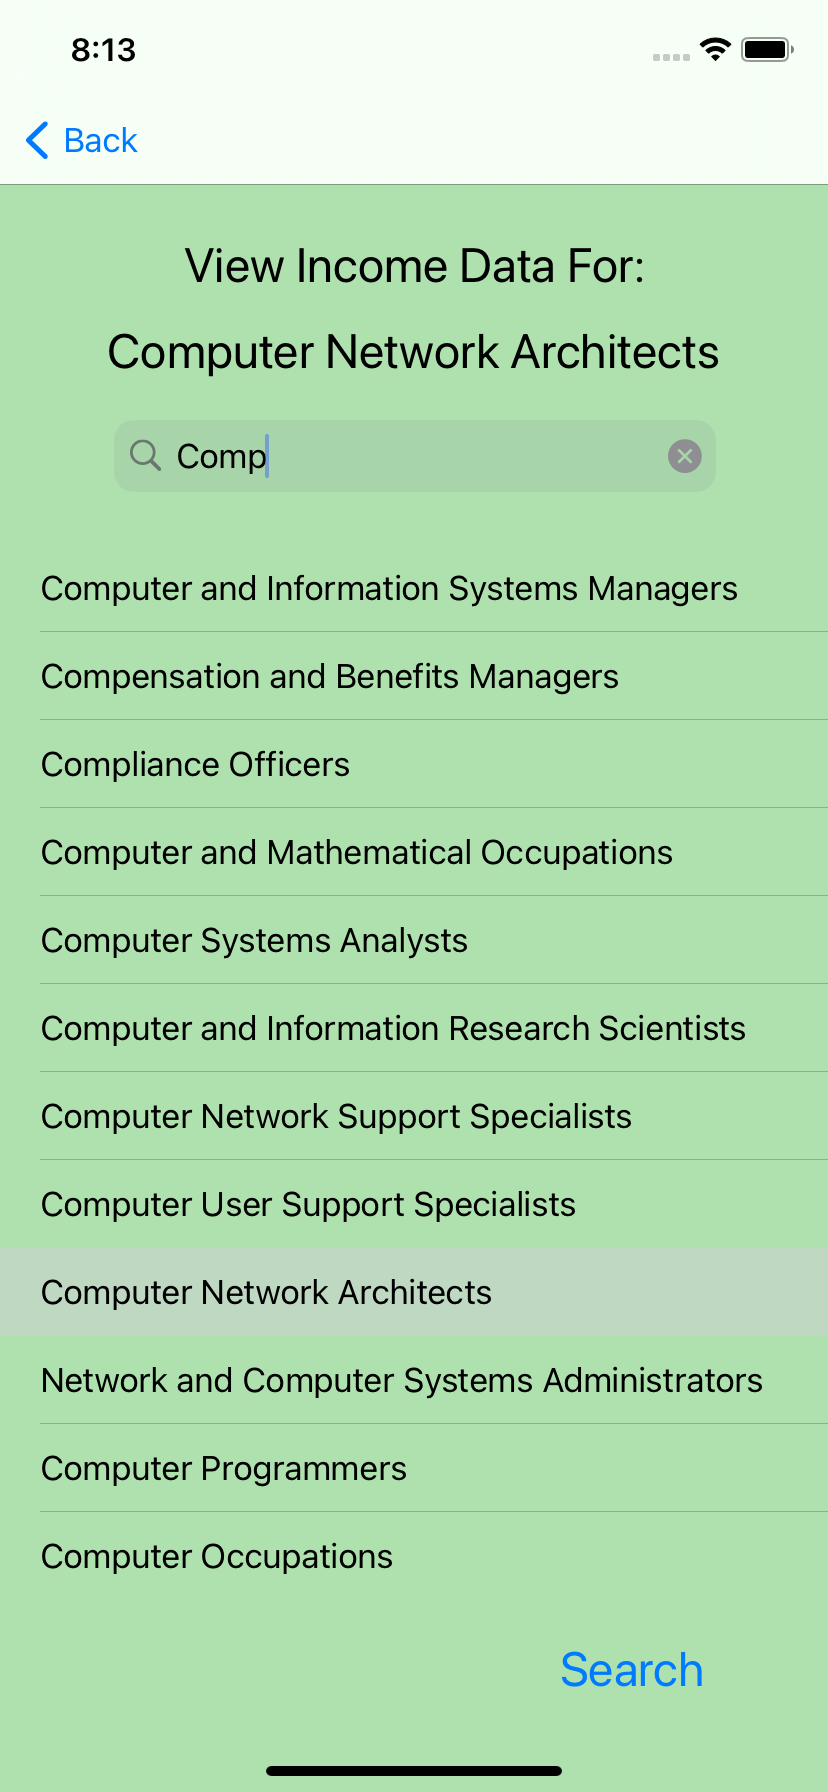 8:13
Back
View Income Data For:
Computer Network Architects
Comp
Computer and Information Systems Managers
Compensation and Benefits Managers
Compliance Officers
Computer and Mathematical Occupations
Computer Systems Analysts
Computer and Information Research Scientists
Computer Network Support Specialists
Computer User Support Specialists
Computer Network Architects
Network and Computer Systems Administrators
Computer Programmers
Computer Occupations
Search